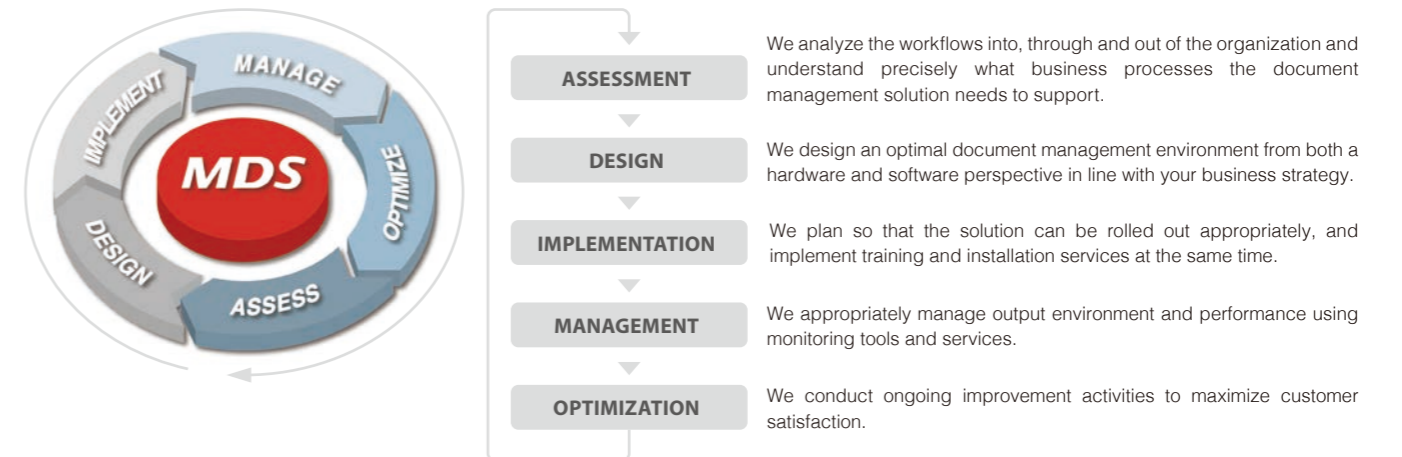 MANAGE
IMPLEMENT
MDS
OPTIMIZE
DESIGN
ASSESS
ASSESSMENT
We analyze the workflows into, through and out of the organization and
understand precisely what business processes the document
management solution needs to support.
DESIGN
We design an optimal document management environment from both a
hardware and software perspective in line with your business strategy.
IMPLEMENTATION
We plan so that the solution can be rolled out appropriately, and
implement training and installation services at the same time.
MANAGEMENT
We appropriately manage output environment and performance using
monitoring tools and services.
OPTIMIZATION
We conduct ongoing improvement activities to maximize customer
satisfaction.